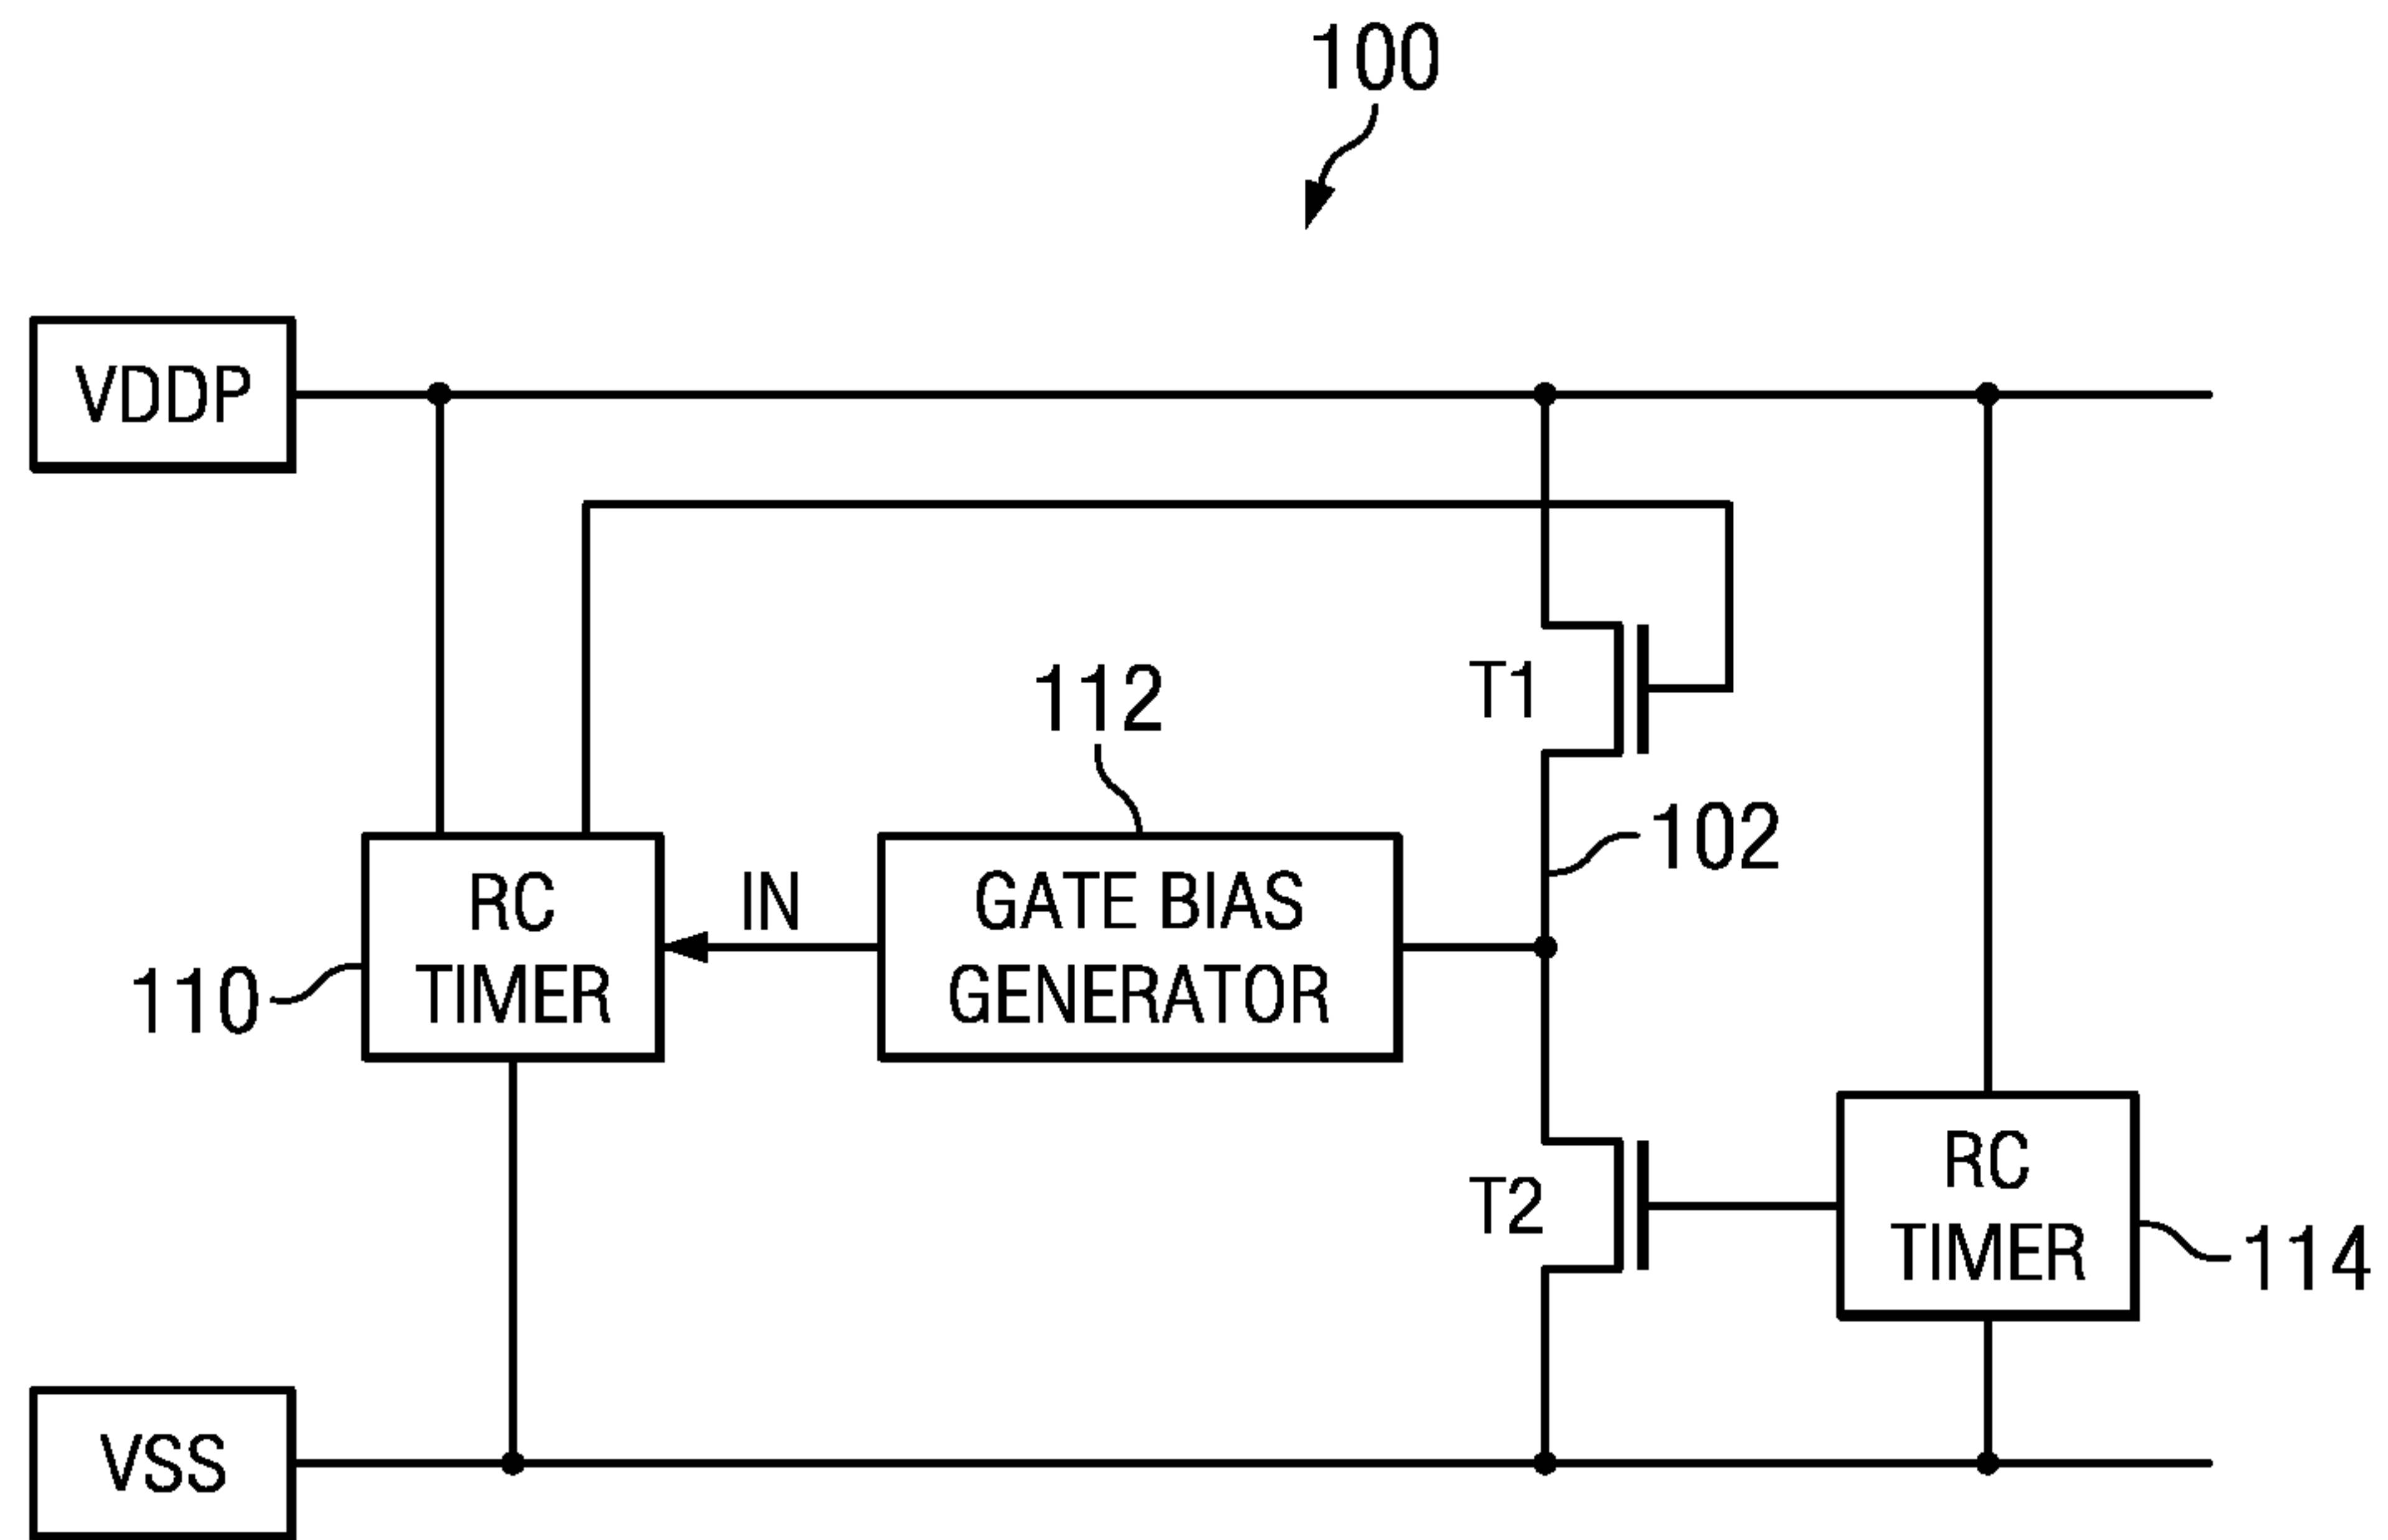 100
VDDP
T1
112
102
RC
TIMER
IN
GATE BIAS
GENERATOR
110
T2
RC
TIMER
114
VSS